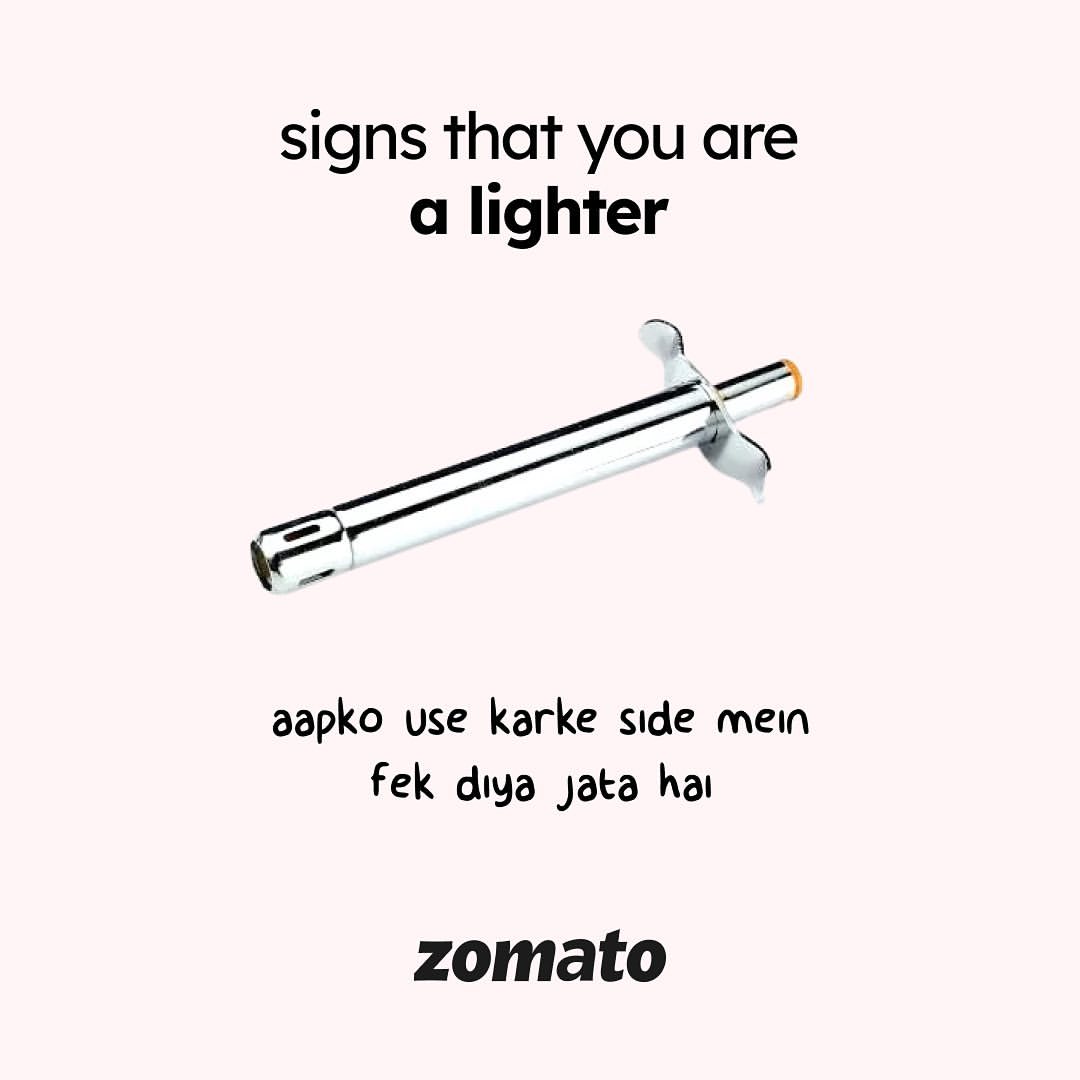 signs that you are
a lighter
aapko use karke side mein
fek diya jata hai
zomato